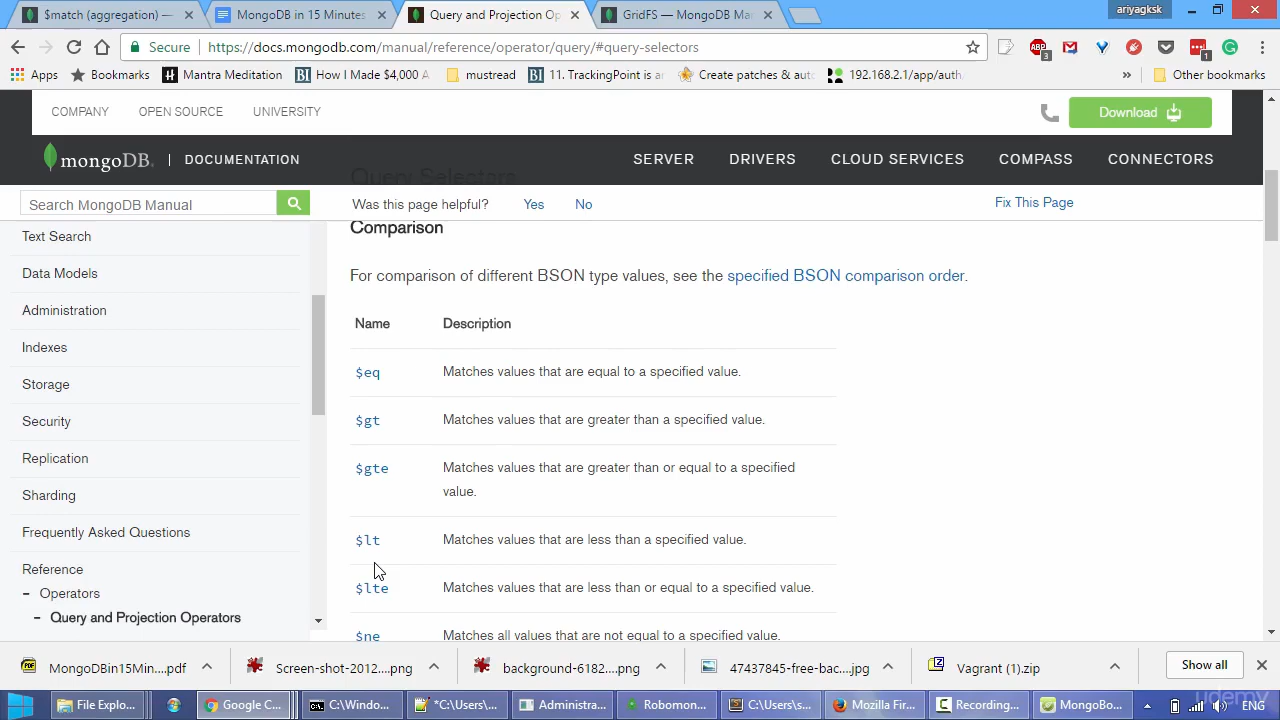 $match (aggregation) —
MongoDB in 15 Minutes
Query and Projection Op
GridFS — MongoDB Ma
ariyagksk
Secure
https://docs.mongodb.com/manual/reference/operator/query/#query-selectors
ABP
3
1
Apps
Bookmarks
Mantra Meditation
BI
How I Made $4,000 A
mustread
BI
11. TrackingPoint is a
Create patches & auto
192.168.2.1/app/auth
»
Other bookmarks
COMPANY
OPEN SOURCE
UNIVERSITY
Download
mongoDB.
DOCUMENTATION
SERVER
DRIVERS
CLOUD SERVICES
COMPASS
CONNECTORS
Query Selectors
Search MongoDB Manual
Was this page helpful?
Yes
No
Fix This Page
Text Search
Data Models
Administration
Indexes
Storage
Security
Replication
Sharding
Frequently Asked Questions
Reference
− Operators
− Query and Projection Operators
Comparison
For comparison of different BSON type values, see the specified BSON comparison order.
Name Description
$eq Matches values that are equal to a specified value.
$gt Matches values that are greater than a specified value.
$gte Matches values that are greater than or equal to a specified
value.
$lt Matches values that are less than a specified value.
$lte Matches values that are less than or equal to a specified value.
$ne Matches all values that are not equal to a specified value.
MongoDBin15Min....pdf
Screen-shot-2012....png
background-6182....png
47437845-free-bac....jpg
Vagrant (1).zip
Show all
File Explo...
Google C...
C:\Windo...
*C:\Users\...
Administra...
Robomon...
C:\Users\s...
Mozilla Fir...
Recording...
MongoBo...
ENG
udemy